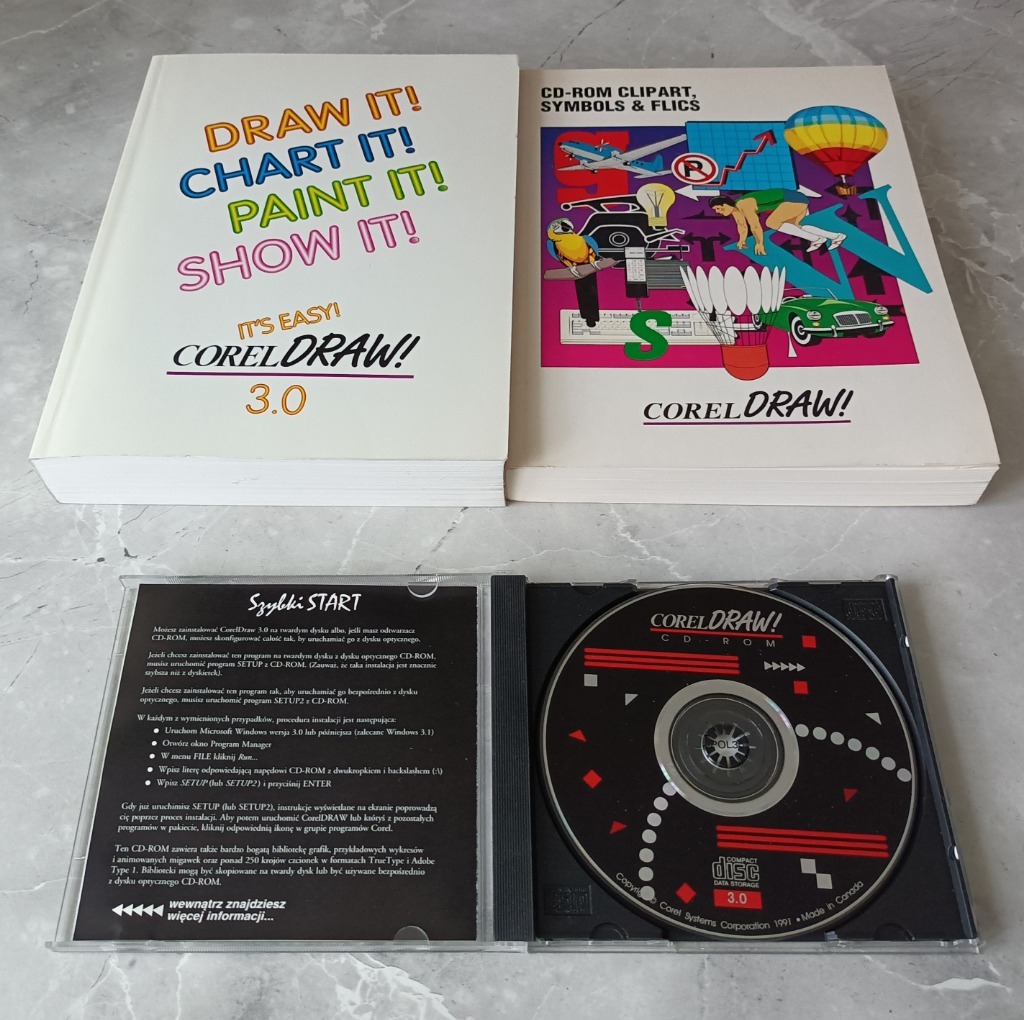 DRAW IT!
CHART IT!
PAINT IT!
SHOW IT!
IT'S EASY!
COREL DRAW!
3.0
CD-ROM CLIPART,
SYMBOLS & FLICS
S
P
S
COREL DRAW!
Szybki START
Możesz zainstalować CorelDraw 3.0 na twardym dysku albo, jeśli masz odtwarzacz
CD-ROM, możesz skonfigurować całość tak, by uruchamiać go z dysku optycznego.
Jeżeli chcesz zainstalować ten program na twardym dysku z dysku optycznego CD-ROM,
musisz uruchomić program SETUP z CD-ROM. (Zauważ, że taka instalacja jest znacznie
szybsza niż z dyskietek).
Jeżeli chcesz zainstalować ten program tak, aby uruchamiać go bezpośrednio z dysku
optycznego, musisz uruchomić program SETUP2 z CD-ROM.
W każdym z wymienionych przypadków, procedura instalacji jest następująca:
• Uruchom Microsoft Windows wersja 3.0 lub późniejsza (zalecane Windows 3.1)
• Otwórz okno Program Manager
• W menu FILE kliknij Run...
• Wpisz literę odpowiadającą napędowi CD-ROM z dwukropkiem i backslashem (:\)
• Wpisz SETUP (lub SETUP2) i przyciśnij ENTER
Gdy już uruchimisz SETUP (lub SETUP2), instrukcje wyświetlane na ekranie poprowadzą
cię poprzez proces instalacji. Aby potem uruchomić CorelDRAW lub któryś z pozostałych
programów w pakiecie, kliknij odpowiednią ikonę w grupie programów Corel.
Ten CD-ROM zawiera także bardzo bogatą bibliotekę grafik, przykładowych wykresów
i animowanych migawek oraz ponad 250 krojów czcionek w formatach TrueType i Adobe
Type 1. Biblioteki mogą być skopiowane na twardy dysk lub być używane bezpośrednio
z dysku optycznego CD-ROM.
wewnątrz znajdziesz
więcej informacji...
COREL DRAW!
CD-ROM
POL3
COMPACT
disc
DATA STORAGE
3.0
Copyright © Corel Systems Corporation 1991 • Made in Canada